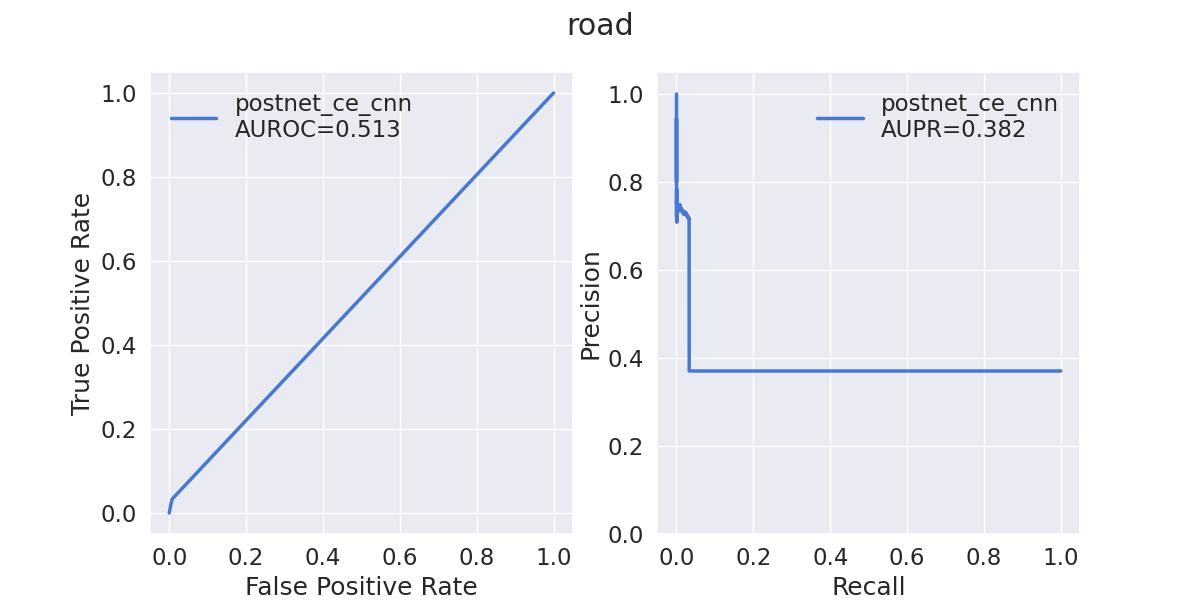 road
postnet_ce_cnn
AUROC=0.513
True Positive Rate
1.0
0.8
0.6
0.4
0.2
0.0
0.0 0.2 0.4 0.6 0.8 1.0
False Positive Rate
postnet_ce_cnn
AUPR=0.382
Precision
1.0
0.8
0.6
0.4
0.2
0.0
0.0 0.2 0.4 0.6 0.8 1.0
Recall